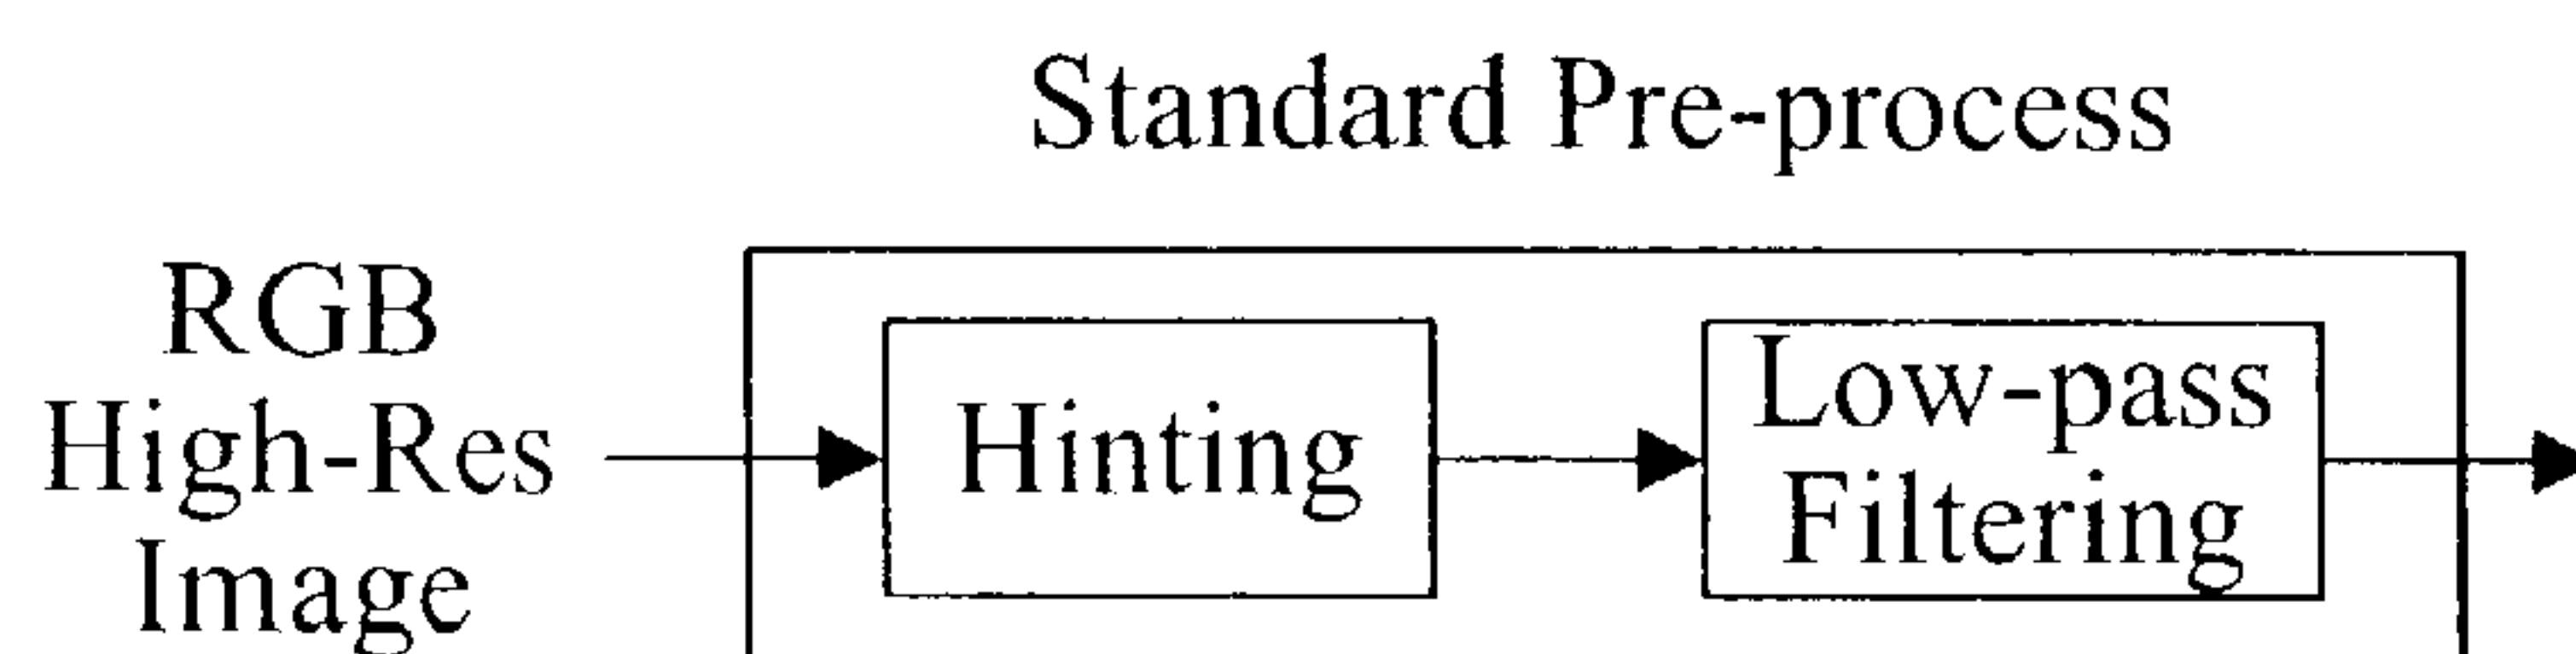 Standard Pre-process
RGB
High-Res
Image
Hinting
Low-pass
Filtering